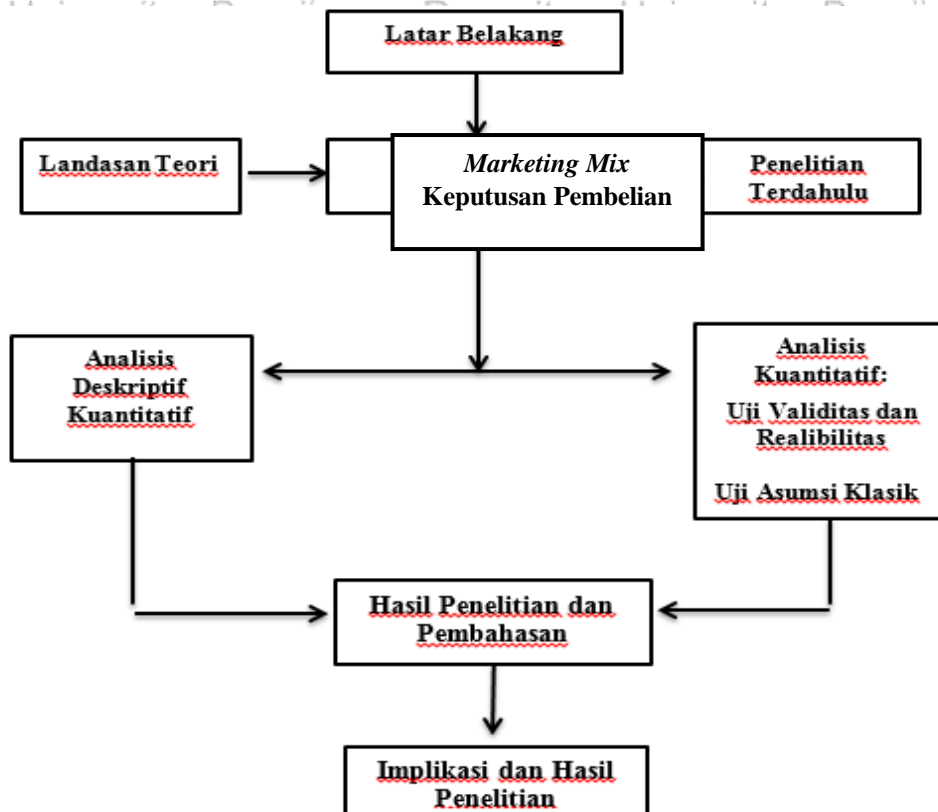 Latar Belakang
Landasan Teori
Marketing Mix
Keputusan Pembelian
Penelitian
Terdahulu
Analisis
Deskriptif
Kuantitatif
Analisis
Kuantitatif:
Uji Validitas dan
Realibilitas
Uji Asumsi Klasik
Hasil Penelitian dan
Pembahasan
Implikasi dan Hasil
Penelitian